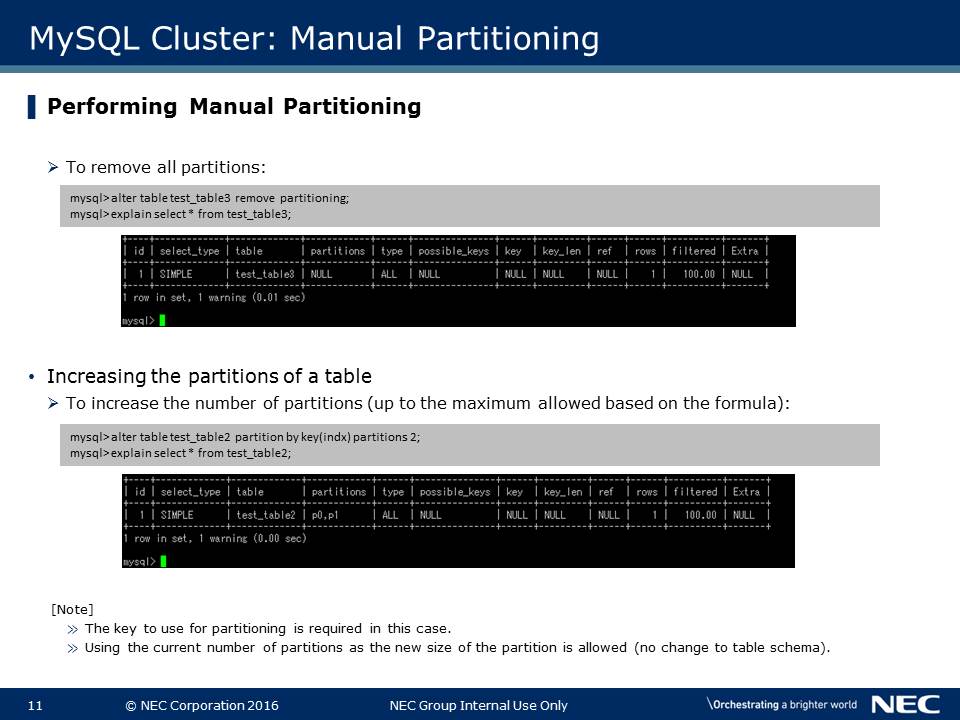 MySQL Cluster: Manual Partitioning
Performing Manual Partitioning
To remove all partitions:
mysql>alter table test_table3 remove partitioning;
mysql>explain select * from test_table3;
+----+-------------+-------------+------------+------+---------------+------+---------+------+------+----------+-------+
| id | select_type | table | partitions | type | possible_keys | key | key_len | ref | rows | filtered | Extra |
+----+-------------+-------------+------------+------+---------------+------+---------+------+------+----------+-------+
| 1 | SIMPLE | test_table3 | NULL | ALL | NULL | NULL | NULL | NULL | 1 | 100.00 | NULL |
+----+-------------+-------------+------------+------+---------------+------+---------+------+------+----------+-------+
1 row in set, 1 warning (0.01 sec)
mysql>
• Increasing the partitions of a table
To increase the number of partitions (up to the maximum allowed based on the formula):
mysql>alter table test_table2 partition by key(indx) partitions 2;
mysql>explain select * from test_table2;
+----+-------------+-------------+------------+------+---------------+------+---------+------+------+----------+-------+
| id | select_type | table | partitions | type | possible_keys | key | key_len | ref | rows | filtered | Extra |
+----+-------------+-------------+------------+------+---------------+------+---------+------+------+----------+-------+
| 1 | SIMPLE | test_table2 | p0,p1 | ALL | NULL | NULL | NULL | NULL | 1 | 100.00 | NULL |
+----+-------------+-------------+------------+------+---------------+------+---------+------+------+----------+-------+
1 row in set, 1 warning (0.00 sec)
mysql>
[Note]
The key to use for partitioning is required in this case.
Using the current number of partitions as the new size of the partition is allowed (no change to table schema).
11 © NEC Corporation 2016 NEC Group Internal Use Only \Orchestrating a brighter world NEC